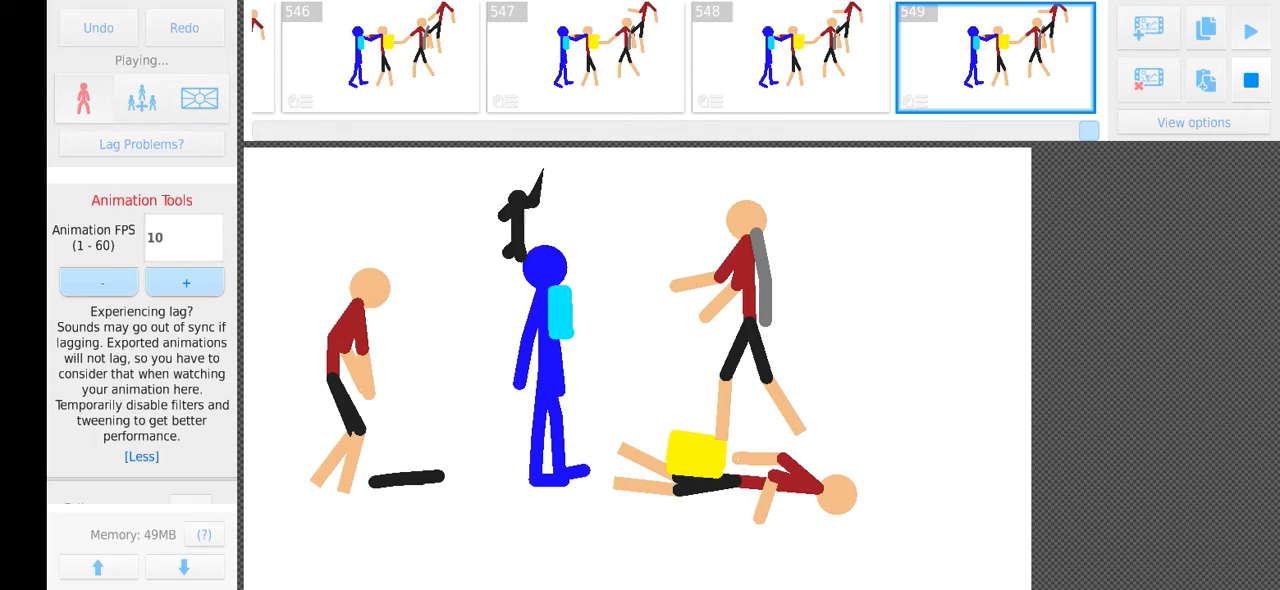 Undo
Redo
Playing...
Lag Problems?
Animation Tools
Animation FPS
(1 - 60)
10
-
+
Experiencing lag?
Sounds may go out of sync if
lagging. Exported animations
will not lag, so you have to
consider that when watching
your animation here.
Temporarily disable filters and
tweening to get better
performance.
[Less]
Memory: 49MB
(?)
546
547
548
549
View options